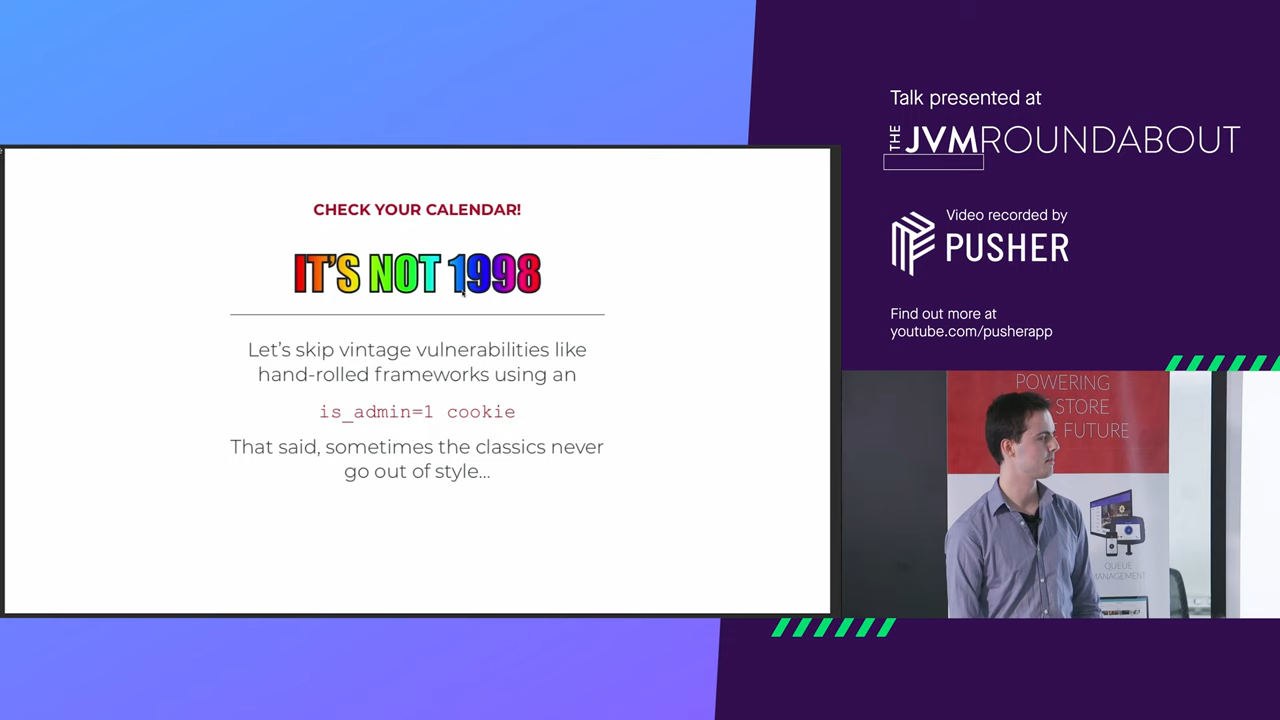 CHECK YOUR CALENDAR!
IT'S NOT 1998
Let's skip vintage vulnerabilities like
hand-rolled frameworks using an
is_admin=1 cookie
That said, sometimes the classics never
go out of style...
Talk presented at
THE JVMROUNDABOUT
Video recorded by
PUSHER
Find out more at
youtube.com/pusherapp
POWERING
STORE
FUTURE
QUEUE
MANAGEMENT